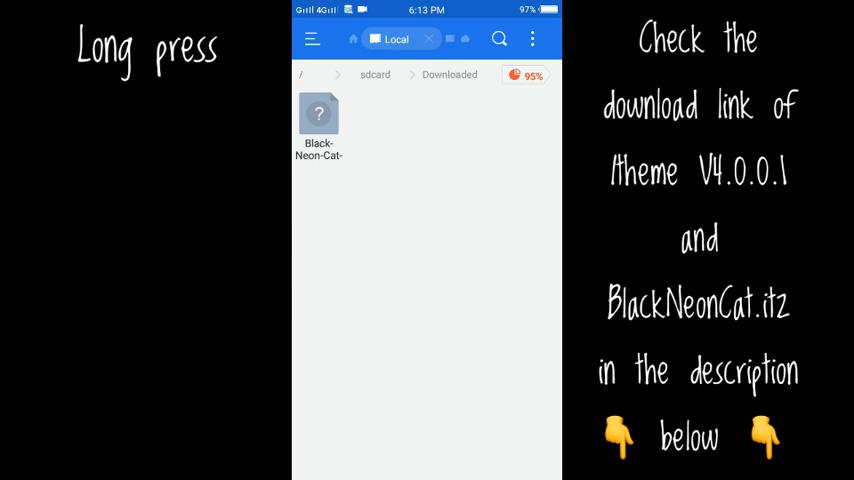 Long press
4G
6:13 PM
97%
Local
/
sdcard
Downloaded
95%
?
Black-
Neon-Cat-
Check the
download link of
Itheme V4.0.0.1
and
BlackNeonCat.itz
in the description
👇 below 👇